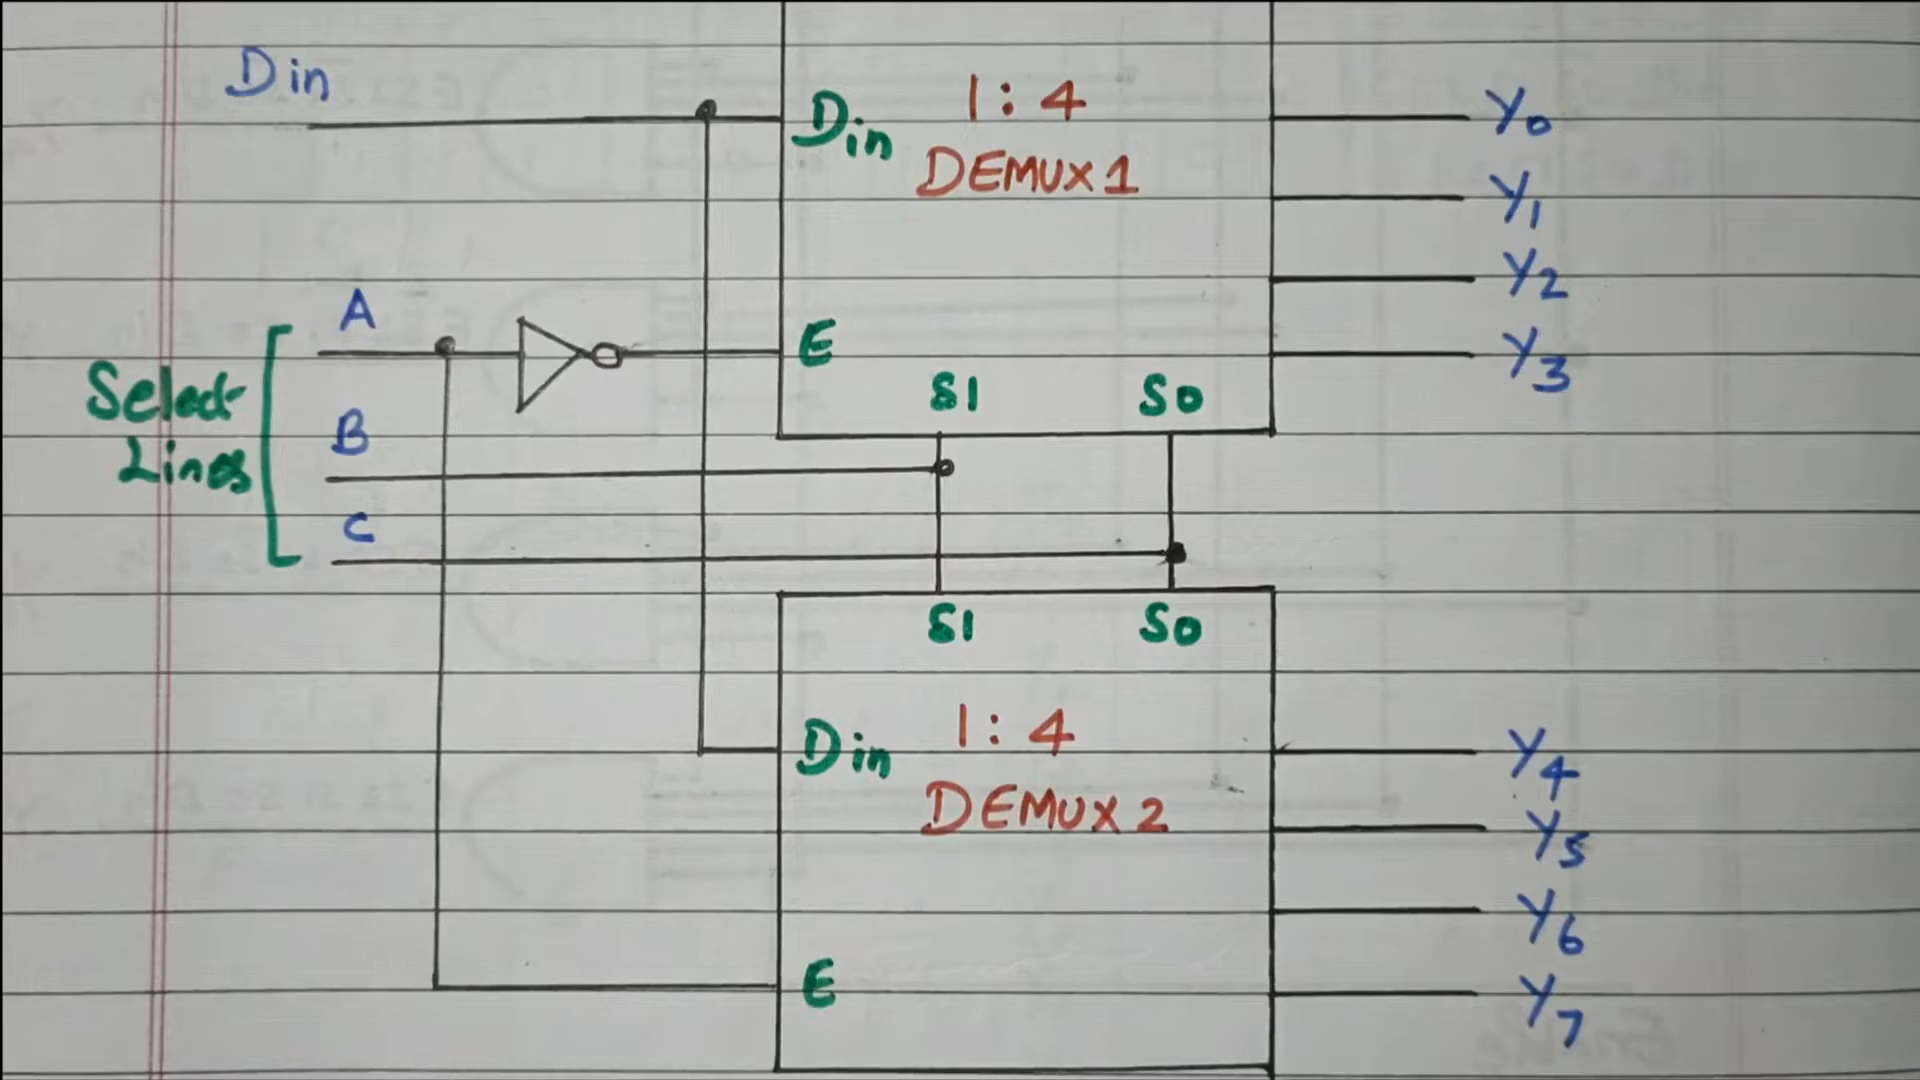 Din
Din
1 : 4
DEMUX 1
Y0
Y1
Y2
Y3
Select
Lines
A
B
C
E
S1
S0
S1
S0
Din
1 : 4
DEMUX 2
E
Y4
Y5
Y6
Y7